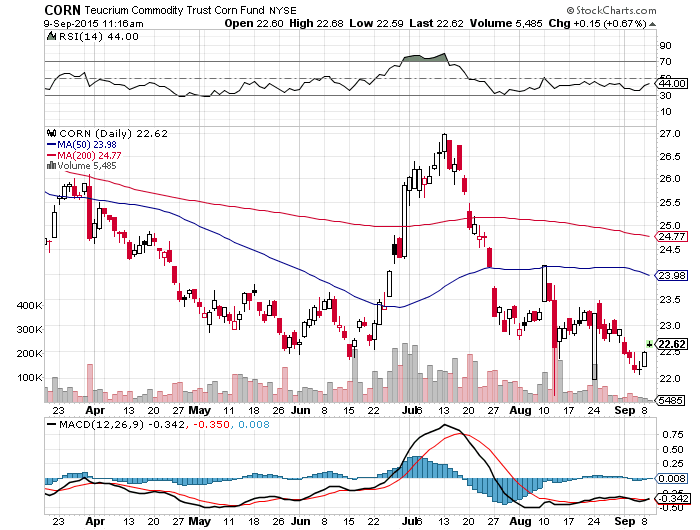 CORN Teucrium Commodity Trust Corn Fund NYSE © StockCharts.com
9-Sep-2015 11:16am Open 22.60 High 22.68 Low 22.59 Last 22.62 Volume 5,485 Chg +0.15 (+0.67%)
RSI(14) 44.00
90
70
50
44.00
30
10
CORN (Daily) 22.62
MA(50) 23.98
MA(200) 24.77
Volume 5,485
27.0
26.5
26.0
25.5
25.0
24.77
24.5
23.98
23.5
23.0
22.62
22.5
22.0
5485
400K
300K
200K
100K
23 Apr 13 20 27 May 11 18 26 Jun 8 15 22 Jul 6 13 20 27 Aug 10 17 24 Sep 8
MACD(12,26,9) -0.342, -0.350, 0.008
0.75
0.50
0.25
0.008
-0.342
-0.50
23 Apr 13 20 27 May 11 18 26 Jun 8 15 22 Jul 6 13 20 27 Aug 10 17 24 Sep 8